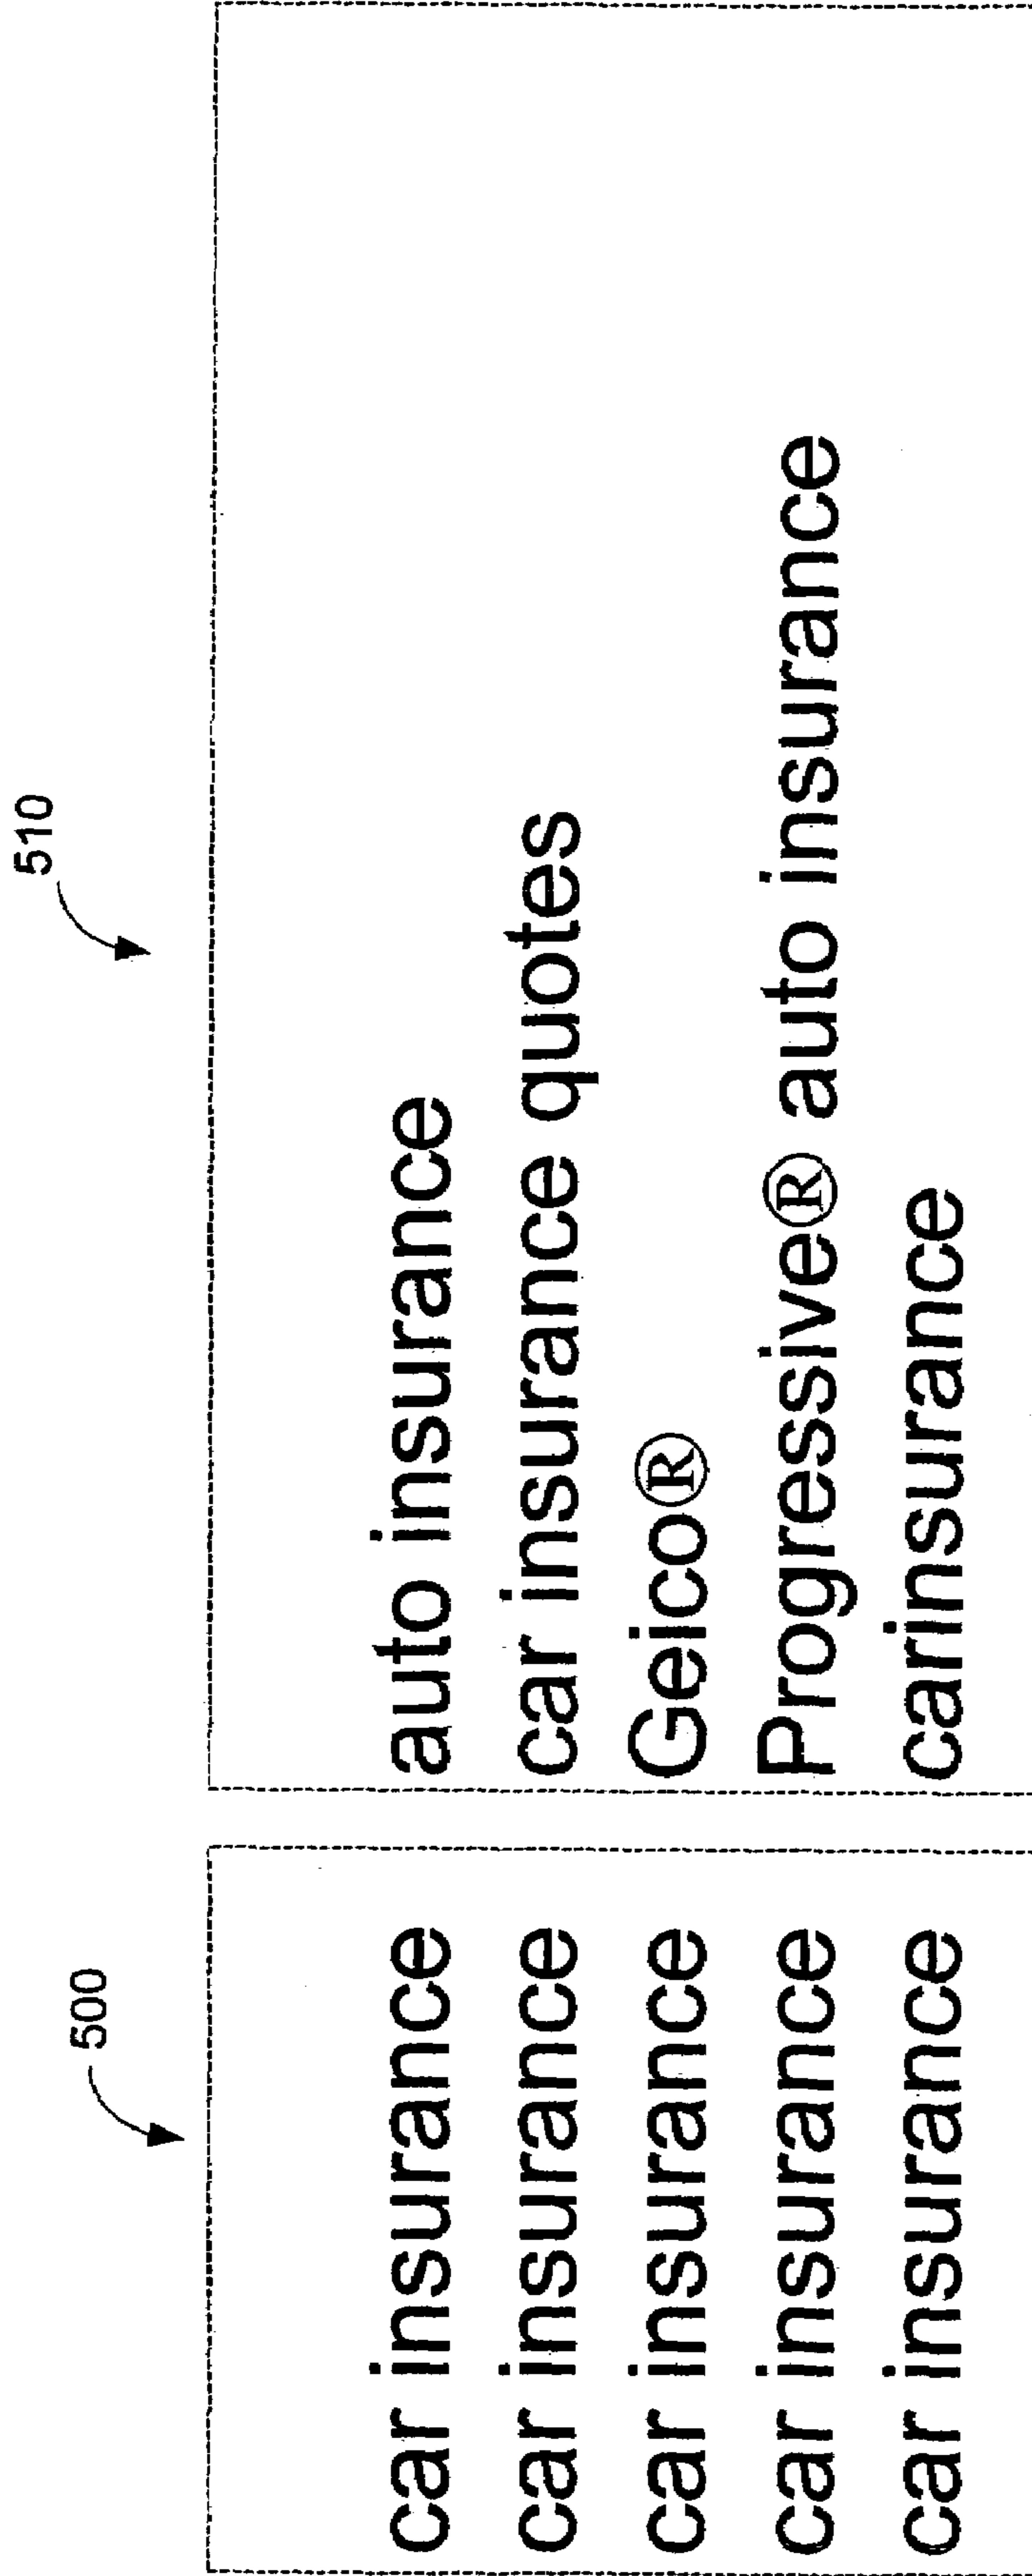 500
510
car insurance auto insurance
car insurance car insurance quotes
car insurance Geico®
car insurance Progressive® auto insurance
car insurance carinsurance